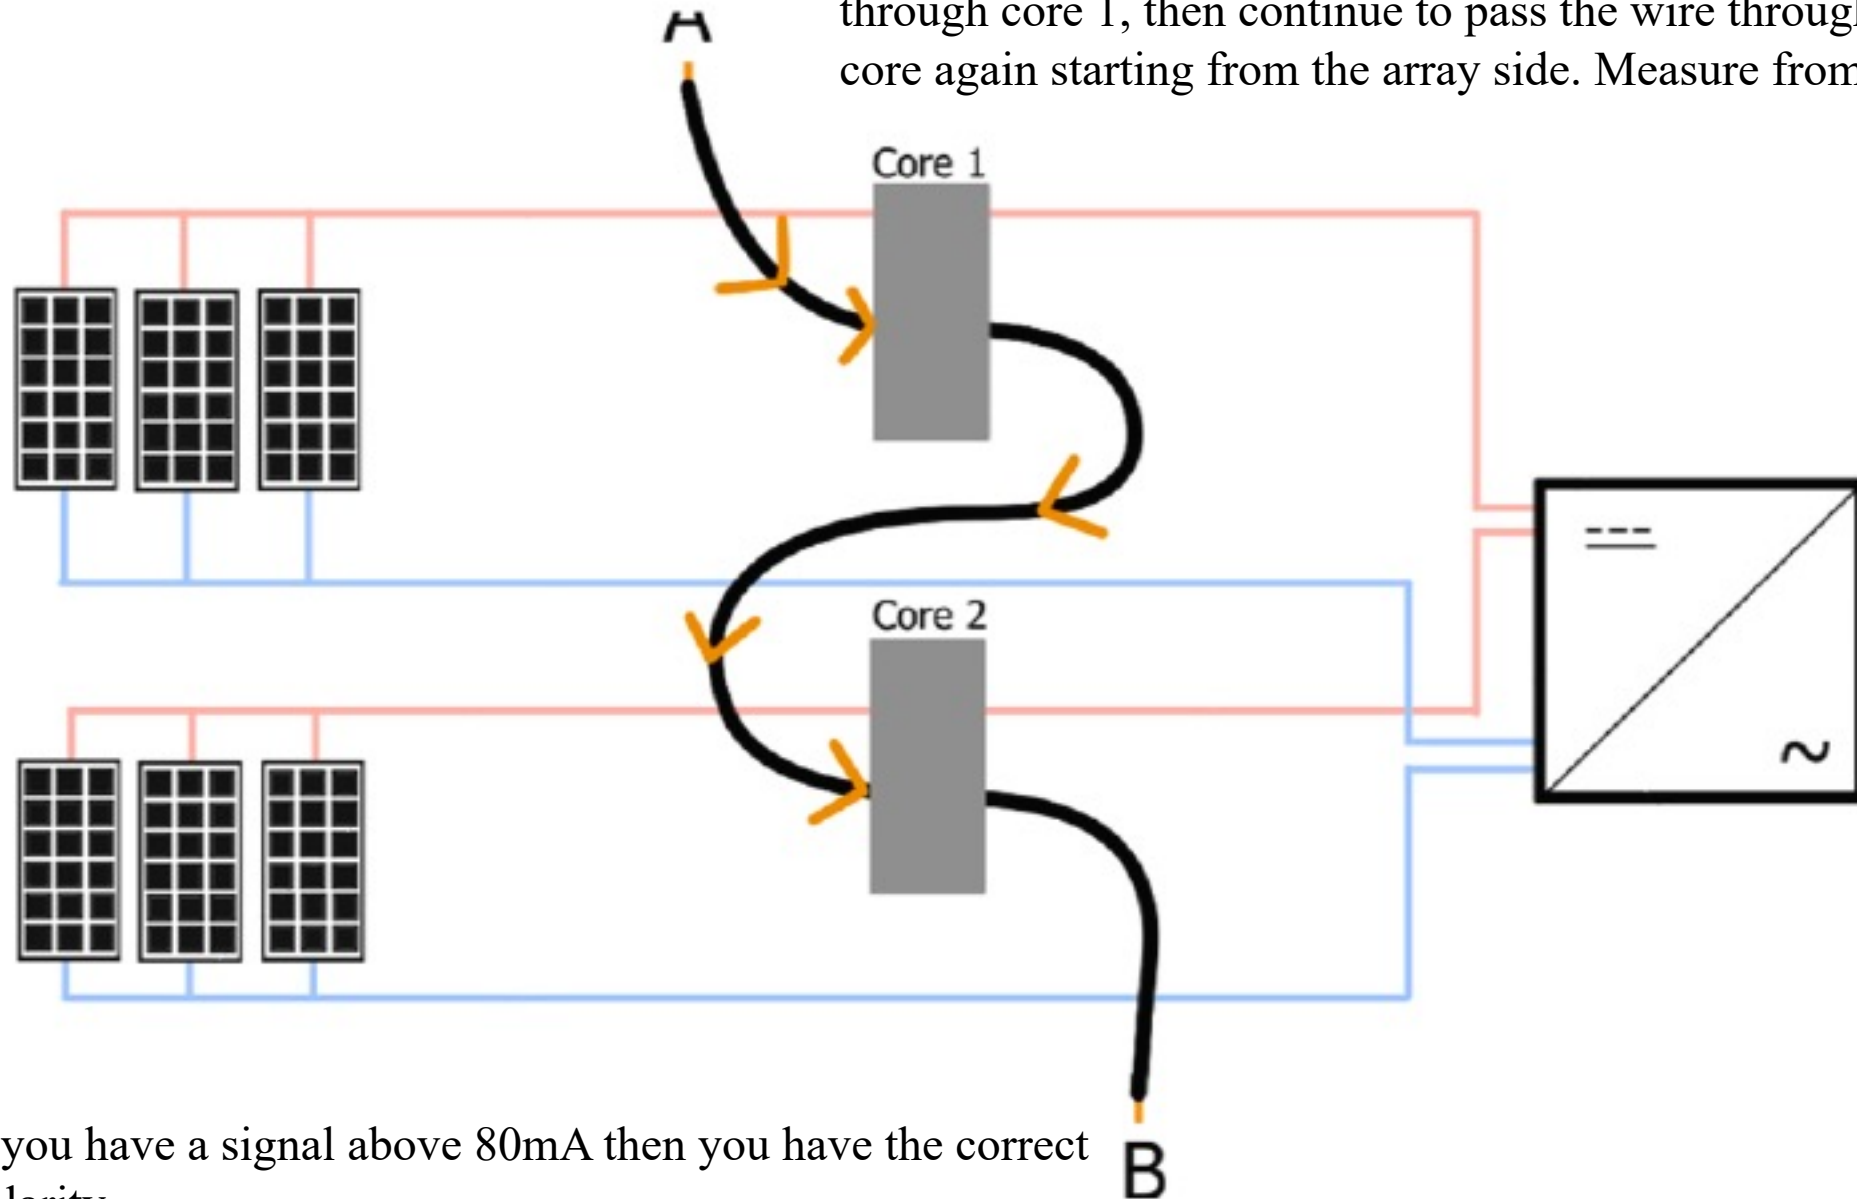 A
through core 1, then continue to pass the wire through
core again starting from the array side. Measure from
Core 1
Core 2
~
you have a signal above 80mA then you have the correct
B